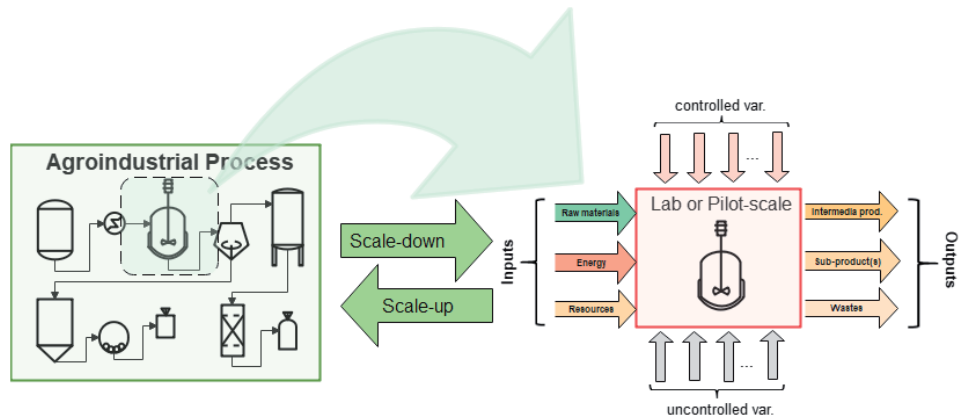 controlled var.
...
Agroindustrial Process
Scale-down
Scale-up
Inputs
Raw materials
Energy
Resources
Lab or Pilot-scale
Intermedia prod.
Sub-product(s)
Wastes
Outputs
...
uncontrolled var.